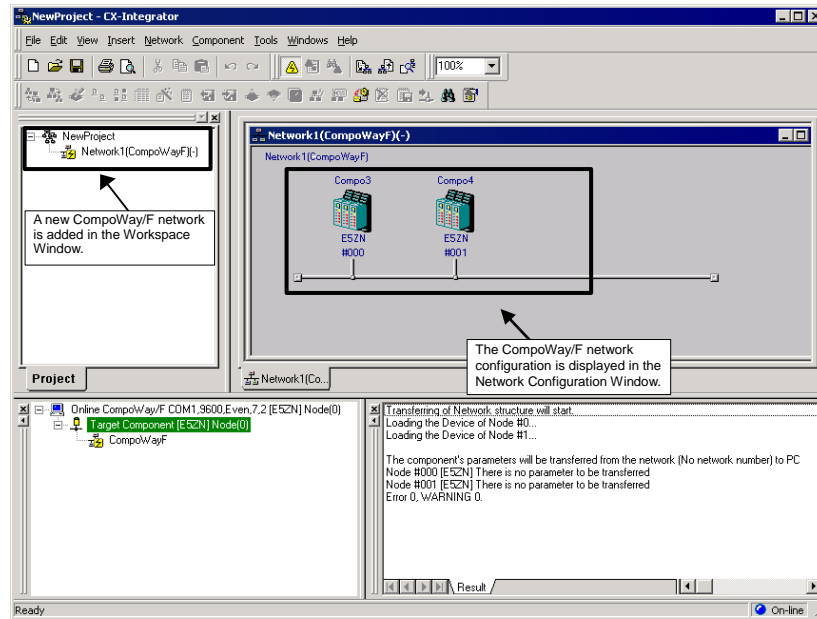 NewProject - CX-Integrator
File Edit View Insert Network Component Tools Windows Help
100%
NewProject
Network1(CompoWayF)(-)
A new CompoWay/F network
is added in the Workspace
Window.
Project
Network1(CompoWayF)(-)
Network1(CompoWayF)
Compo3 Compo4
E5ZN E5ZN
#000 #001
The CompoWay/F network
configuration is displayed in the
Network Configuration Window.
Network1(Co...
Online CompoWay/F COM1,9600,Even,7,2 [E5ZN] Node(0)
Target Component [E5ZN] Node(0)
CompoWayF
Transferring of Network structure will start.
Loading the Device of Node #0...
Loading the Device of Node #1...
The component's parameters will be transferred from the network (No network number) to PC
Node #000 [E5ZN] There is no parameter to be transferred
Node #001 [E5ZN] There is no parameter to be transferred
Error 0, WARNING 0.
Result
Ready
On-line